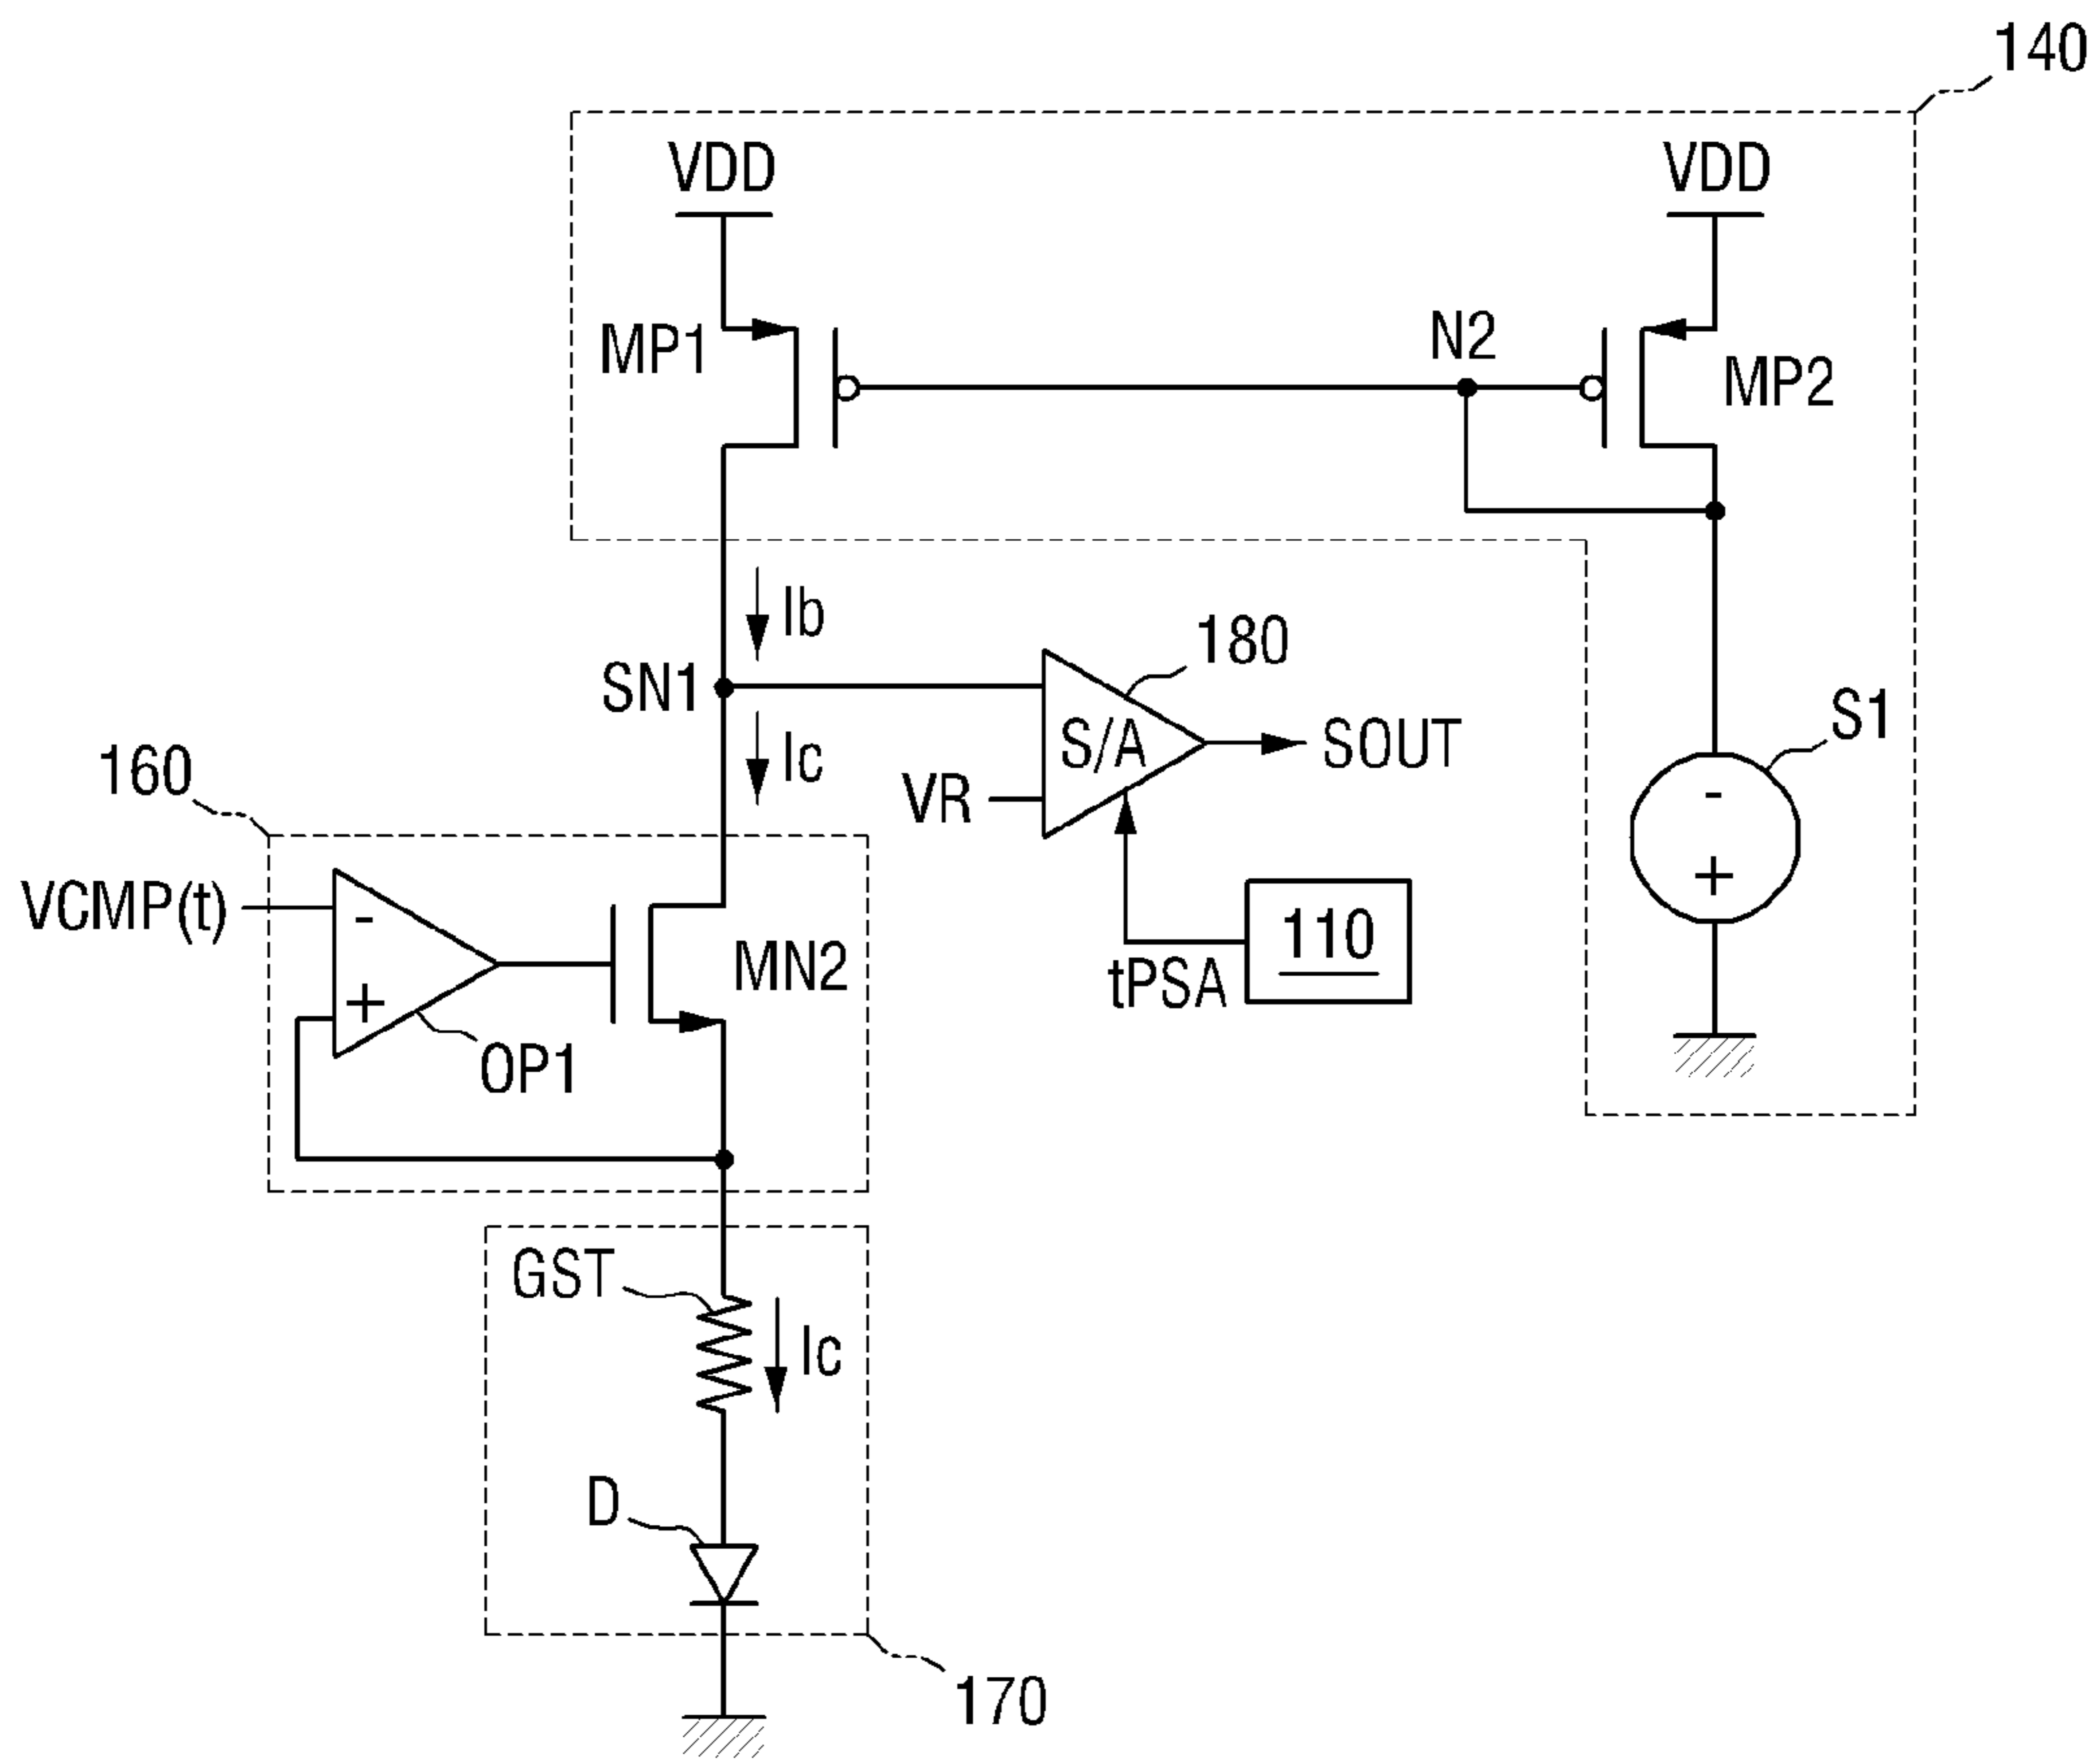 140
VDD
VDD
MP1
N2
MP2
Ib
180
SN1
S1
S/A
SOUT
160
Ic
VR
-
VCMP(t)
-
+
110
MN2
tPSA
+
OP1
GST
Ic
D
170